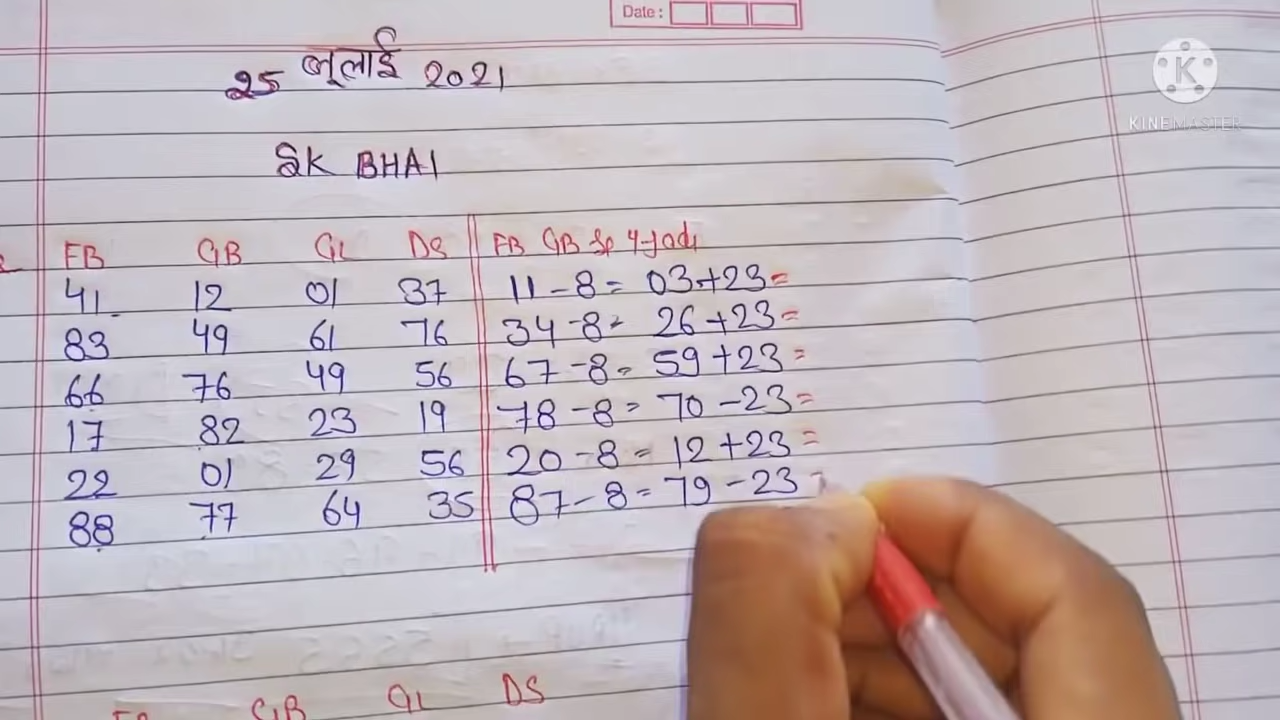 Date :
25 जूलाई 2021
K
KINEMASTER
SK BHAI
FB GB GL DS FB GB Se 4-Jodi
41 12 01 37 11-8= 03+23=
83 49 61 76 34-8= 26+23=
66 76 49 56 67-8= 59+23=
17 82 23 19 78-8= 70-23=
22 01 29 56 20-8= 12+23=
88 77 64 35 87-8= 79-23=
FB GB GL DS